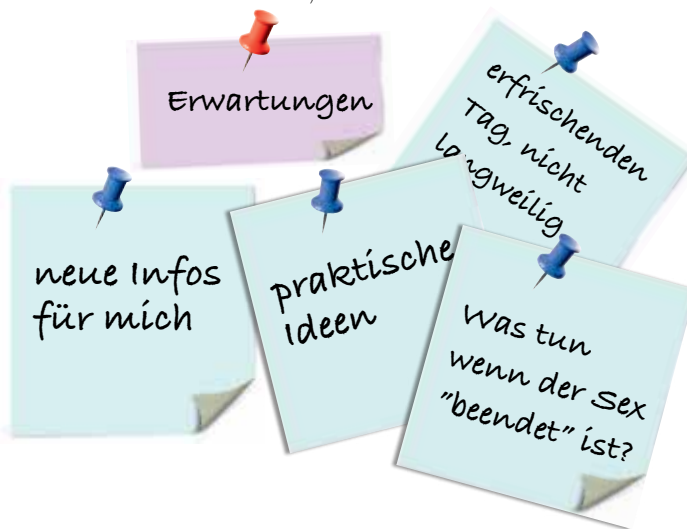 Erwartungen
erfrischenden
Tag, nicht
langweilig
neue Infos
für mich
praktische
Ideen
Was tun
wenn der Sex
"beendet" ist?